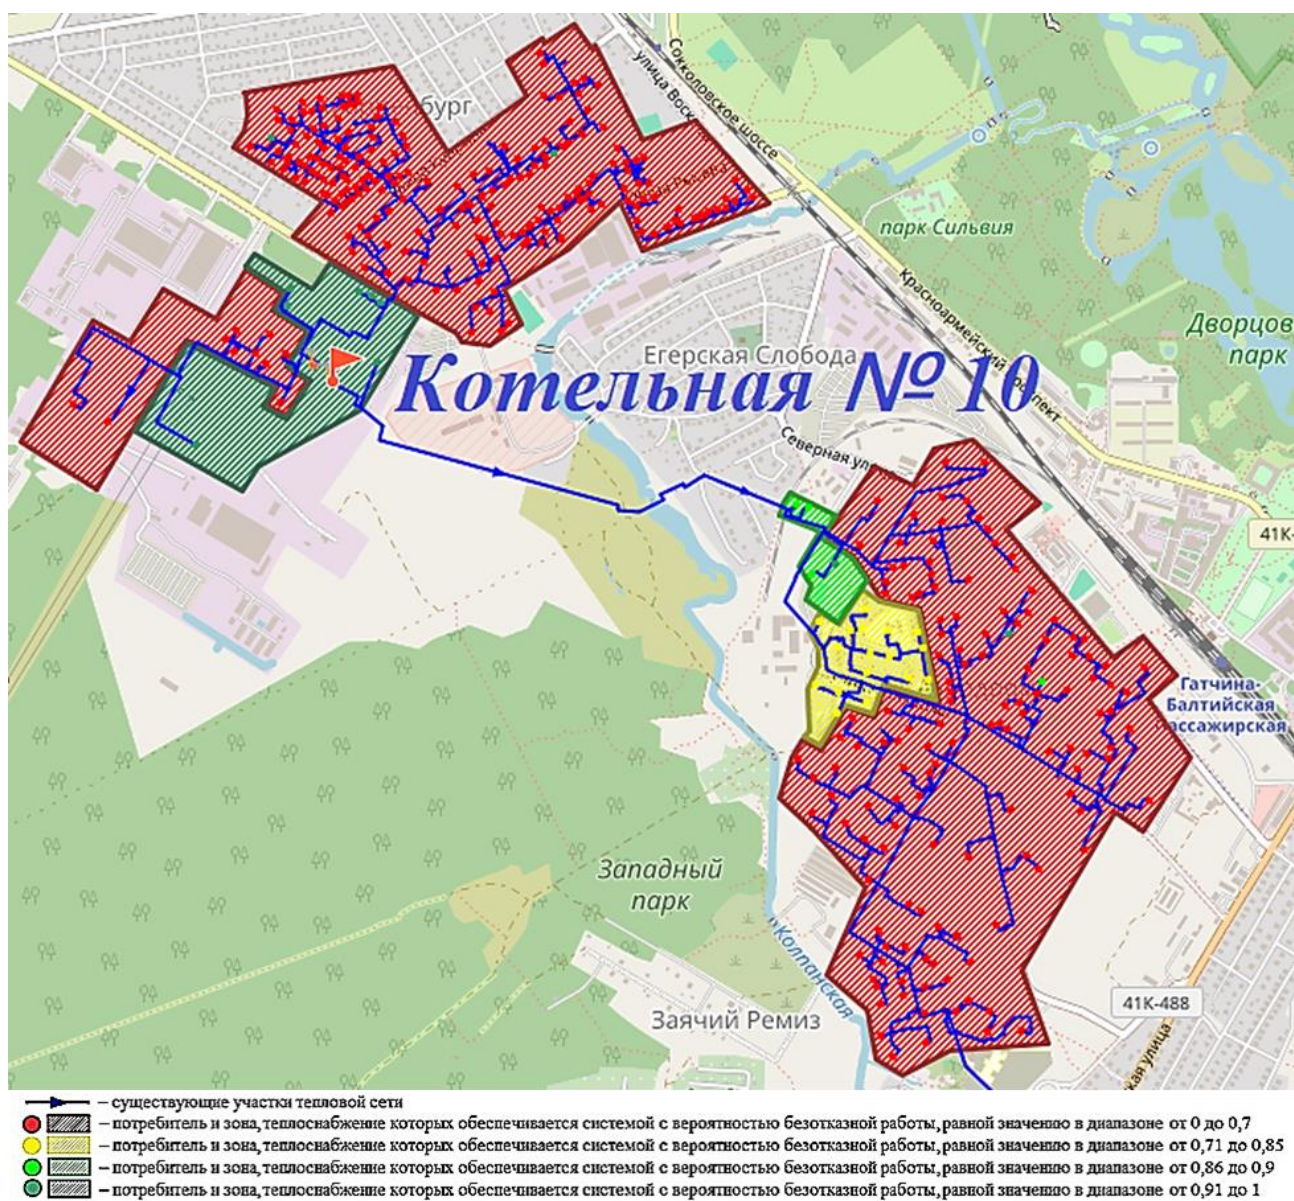 бург
улица Воск
Сокколовское шоссе
парк Сильвия
Красноармейский проспект
Дворцов
парк
Егерская Слобода
Котельная № 10
Северная ул
41К-
Гатчина-
Балтийская
ассажирская
Западный
парк
Колпанская
Заячий Ремиз
41К-488
кая улица
– существующие участки тепловой сети
– потребитель и зона, теплоснабжение которых обеспечивается системой с вероятностью безотказной работы, равной значению в диапазоне от 0 до 0,7
– потребитель и зона, теплоснабжение которых обеспечивается системой с вероятностью безотказной работы, равной значению в диапазоне от 0,71 до 0,85
– потребитель и зона, теплоснабжение которых обеспечивается системой с вероятностью безотказной работы, равной значению в диапазоне от 0,86 до 0,9
– потребитель и зона, теплоснабжение которых обеспечивается системой с вероятностью безотказной работы, равной значению в диапазоне от 0,91 до 1